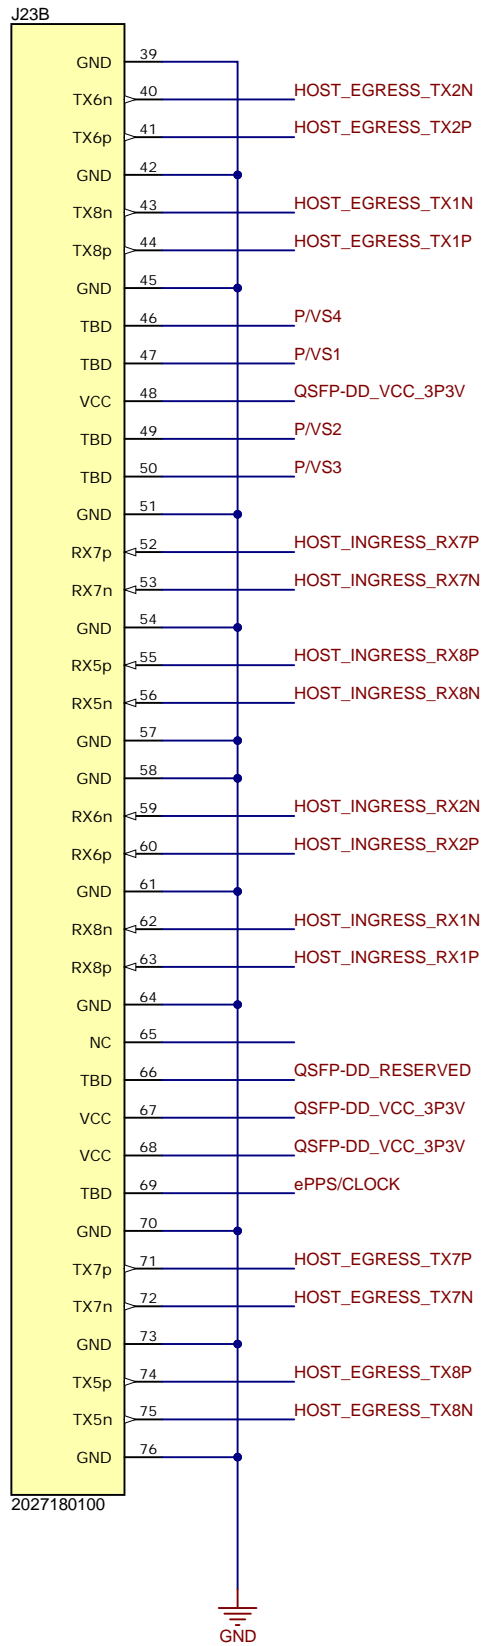 J23B
GND 39
TX6n 40 HOST_EGRESS_TX2N
TX6p 41 HOST_EGRESS_TX2P
GND 42
TX8n 43 HOST_EGRESS_TX1N
TX8p 44 HOST_EGRESS_TX1P
GND 45
TBD 46 P/VS4
TBD 47 P/VS1
VCC 48 QSFP-DD_VCC_3P3V
TBD 49 P/VS2
TBD 50 P/VS3
GND 51
RX7p 52 HOST_INGRESS_RX7P
RX7n 53 HOST_INGRESS_RX7N
GND 54
RX5p 55 HOST_INGRESS_RX8P
RX5n 56 HOST_INGRESS_RX8N
GND 57
GND 58
RX6n 59 HOST_INGRESS_RX2N
RX6p 60 HOST_INGRESS_RX2P
GND 61
RX8n 62 HOST_INGRESS_RX1N
RX8p 63 HOST_INGRESS_RX1P
GND 64
NC 65
TBD 66 QSFP-DD_RESERVED
VCC 67 QSFP-DD_VCC_3P3V
VCC 68 QSFP-DD_VCC_3P3V
TBD 69 ePPS/CLOCK
GND 70
TX7p 71 HOST_EGRESS_TX7P
TX7n 72 HOST_EGRESS_TX7N
GND 73
TX5p 74 HOST_EGRESS_TX8P
TX5n 75 HOST_EGRESS_TX8N
GND 76
2027180100
GND